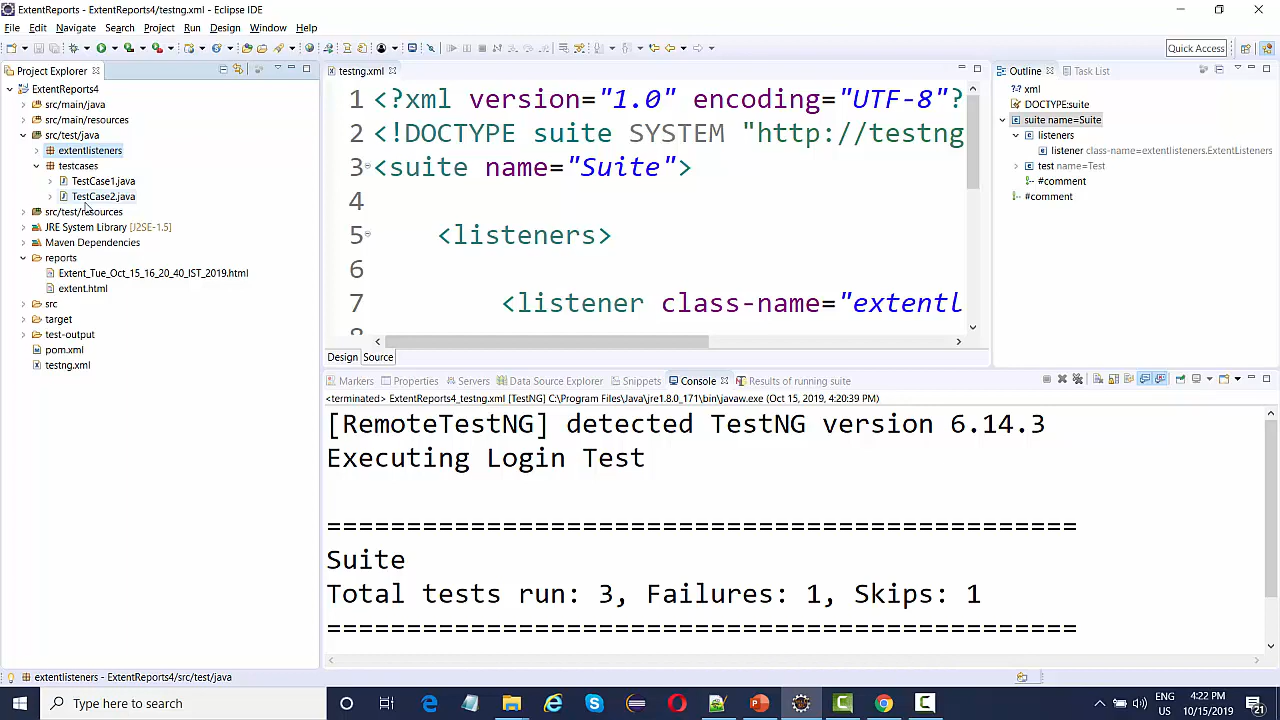 ExtentReports4 - ExtentReports4/testng.xml - Eclipse IDE
File Edit Navigate Search Project Run Design Window Help
Quick Access
Project Explorer
ExtentReports4
src/main/java
src/main/resources
src/test/java
extentlisteners
testcases
TestCase1.java
TestCase2.java
src/test/resources
JRE System Library [J2SE-1.5]
Maven Dependencies
reports
Extent_Tue_Oct_15_16_20_40_IST_2019.html
extent.html
src
target
test-output
pom.xml
testng.xml
testng.xml
1 <?xml version="1.0" encoding="UTF-8"?
2 <!DOCTYPE suite SYSTEM "http://testng
3 <suite name="Suite">
4
5 <listeners>
6
7 <listener class-name="extentl
Design Source
Outline Task List
xml
DOCTYPE:suite
suite name=Suite
listeners
listener class-name=extentlisteners.ExtentListeners
test name=Test
#comment
#comment
Markers Properties Servers Data Source Explorer Snippets Console Results of running suite
<terminated> ExtentReports4_testng.xml [TestNG] C:\Program Files\Java\jre1.8.0_171\bin\javaw.exe (Oct 15, 2019, 4:20:39 PM)
[RemoteTestNG] detected TestNG version 6.14.3
Executing Login Test
===============================================
Suite
Total tests run: 3, Failures: 1, Skips: 1
===============================================
extentlisteners - ExtentReports4/src/test/java
Type here to search
ENG
US
4:22 PM
10/15/2019
21